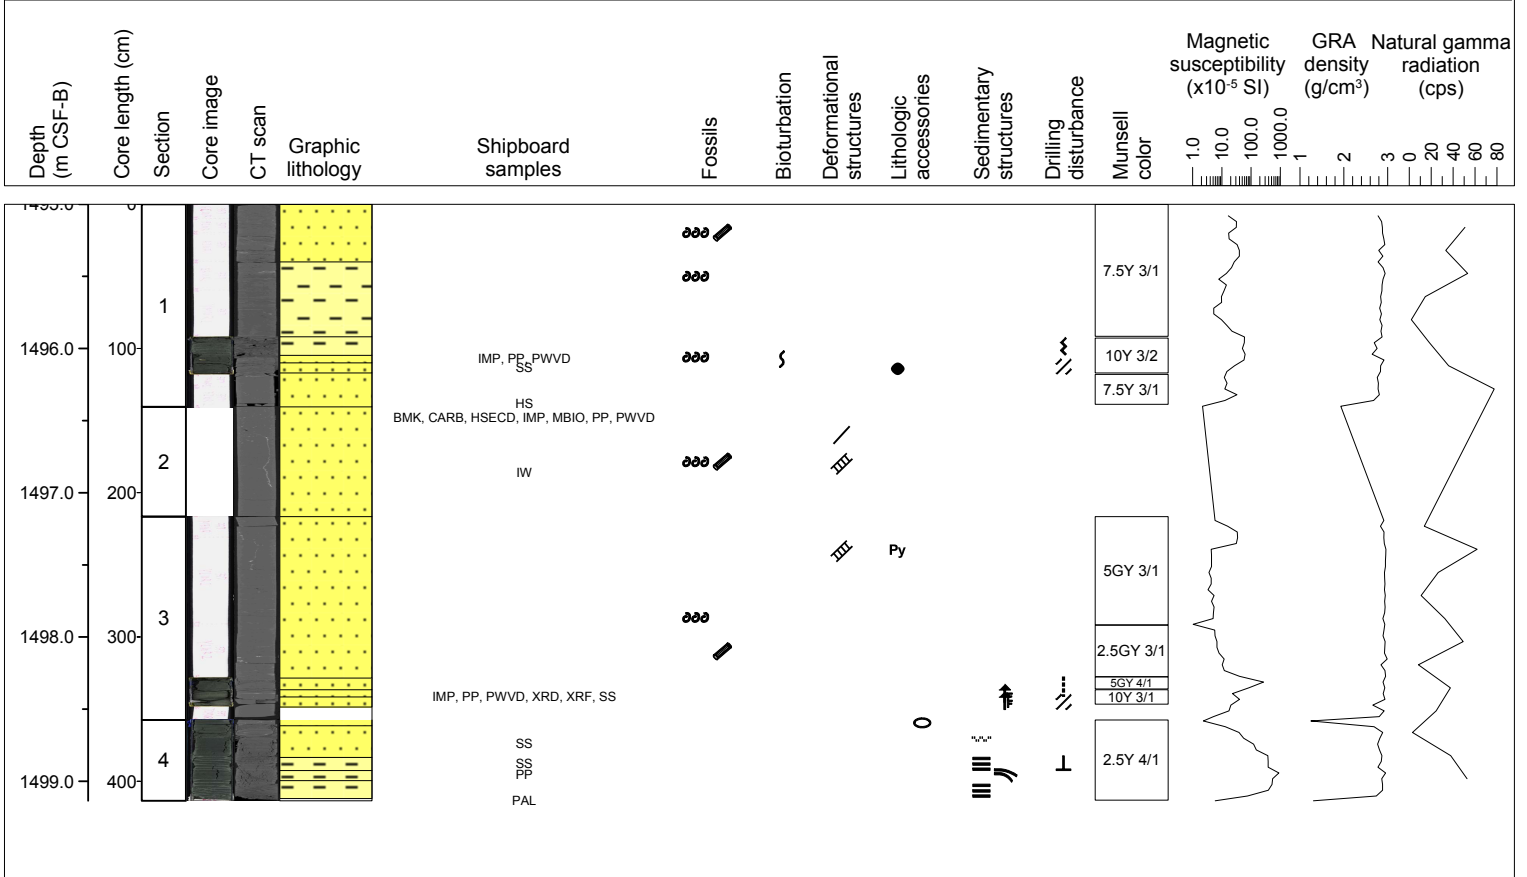 Depth
(m CSF-B)
Core length (cm)
Section
Core image
CT scan
Graphic
lithology
Shipboard
samples
Fossils
Bioturbation
Deformational
structures
Lithologic
accessories
Sedimentary
structures
Drilling
disturbance
Munsell
color
Magnetic
susceptibility
(x10-5 SI)
1.0 10.0 100.0 1000.0
GRA
density
(g/cm3)
1 2 3
Natural gamma
radiation
(cps)
0 20 40 60 80
1495.0 0
7.5Y 3/1
1
1496.0 100
IMP, PP, PWVD
SS
10Y 3/2
7.5Y 3/1
HS
BMK, CARB, HSECD, IMP, MBIO, PP, PWVD
2
IW
1497.0 200
Py
5GY 3/1
3
1498.0 300
2.5GY 3/1
5GY 4/1
IMP, PP, PWVD, XRD, XRF, SS
10Y 3/1
SS
4
SS
2.5Y 4/1
PP
1499.0 400
PAL